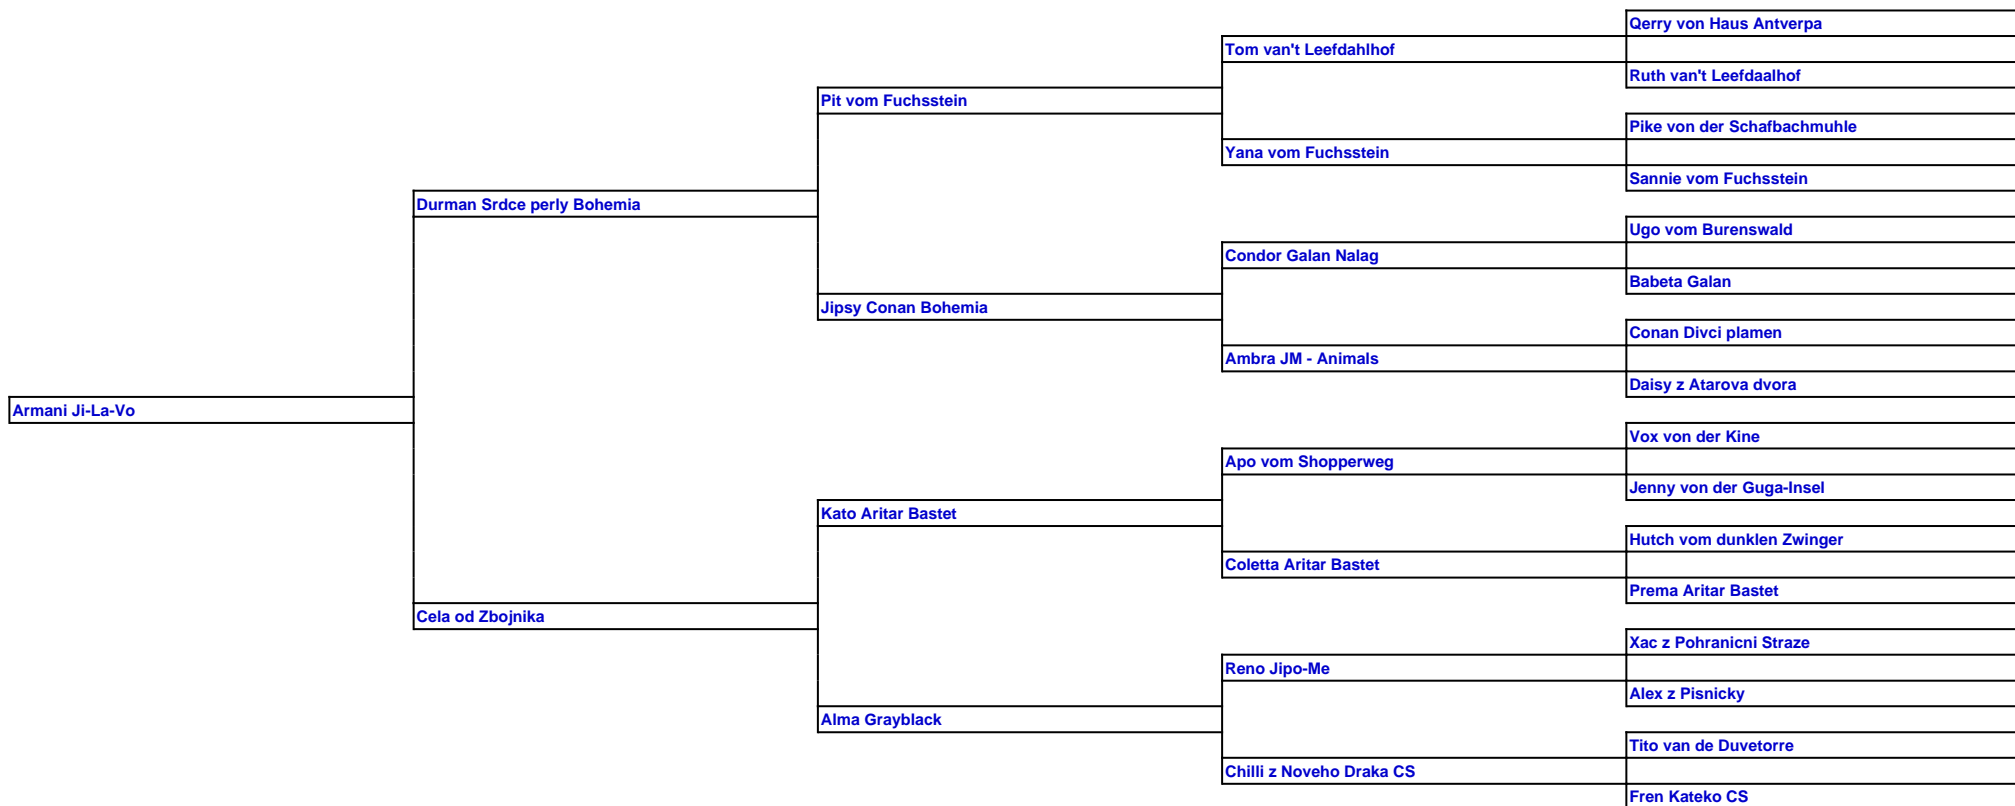 Qerry von Haus Antverpa
Tom van't Leefdahlhof
Ruth van't Leefdaalhof
Pit vom Fuchsstein
Pike von der Schafbachmuhle
Yana vom Fuchsstein
Sannie vom Fuchsstein
Durman Srdce perly Bohemia
Ugo vom Burenswald
Condor Galan Nalag
Babeta Galan
Jipsy Conan Bohemia
Conan Divci plamen
Ambra JM - Animals
Daisy z Atarova dvora
Armani Ji-La-Vo
Vox von der Kine
Apo vom Shopperweg
Jenny von der Guga-Insel
Kato Aritar Bastet
Hutch vom dunklen Zwinger
Coletta Aritar Bastet
Prema Aritar Bastet
Cela od Zbojnika
Xac z Pohranicni Straze
Reno Jipo-Me
Alex z Pisnicky
Alma Grayblack
Tito van de Duvetorre
Chilli z Noveho Draka CS
Fren Kateko CS